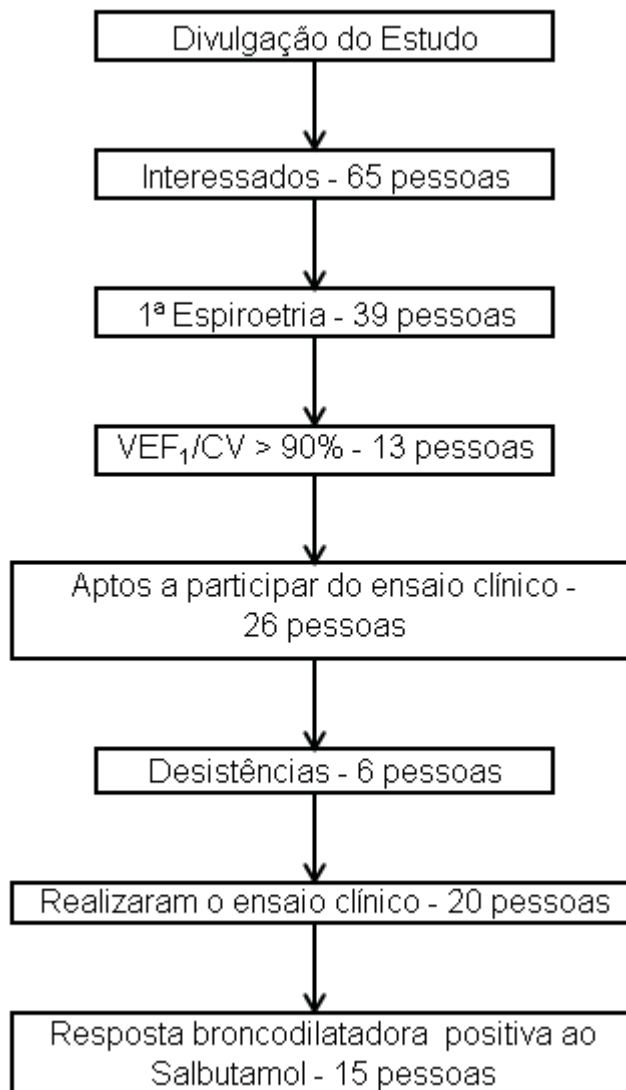 Divulgação do Estudo
Interessados - 65 pessoas
1ª Espiroetria - 39 pessoas
VEF₁/CV > 90% - 13 pessoas
Aptos a participar do ensaio clínico -
26 pessoas
Desistências - 6 pessoas
Realizaram o ensaio clínico - 20 pessoas
Resposta broncodilatadora positiva ao
Salbutamol - 15 pessoas